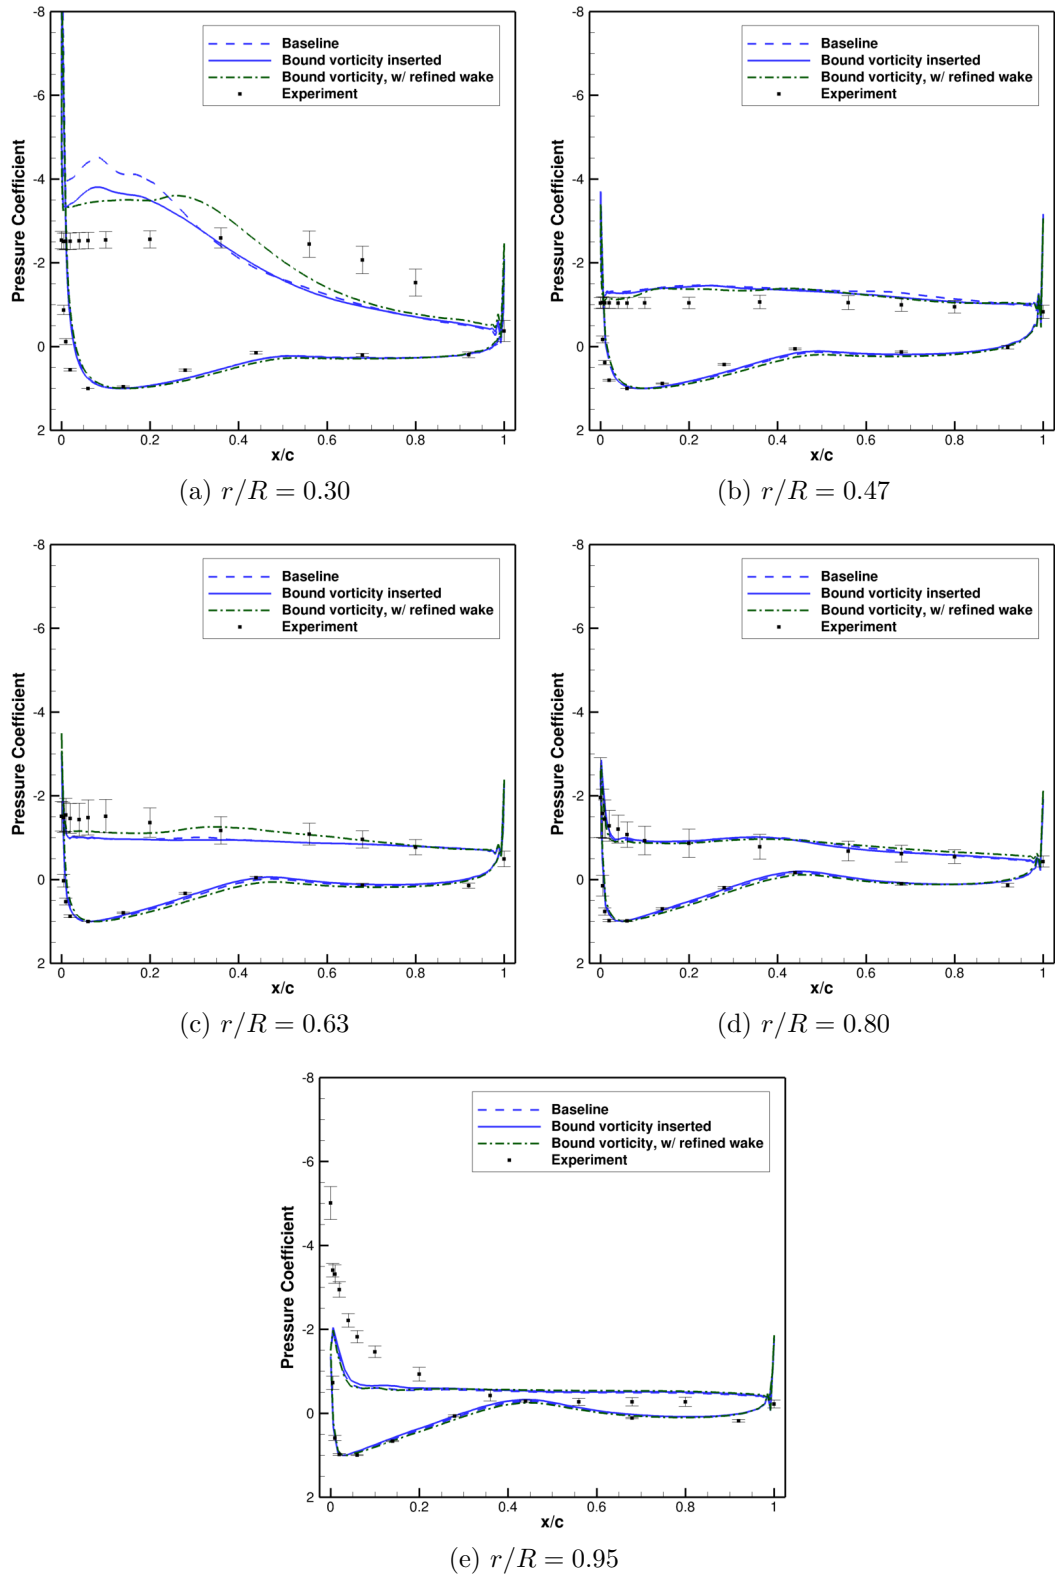 -8
-6
-4
-2
0
2
Pressure Coefficient
Baseline
Bound vorticity inserted
Bound vorticity, w/ refined wake
Experiment
0 0.2 0.4 0.6 0.8 1
x/c
(a) r/R = 0.30
-8
-6
-4
-2
0
2
Pressure Coefficient
Baseline
Bound vorticity inserted
Bound vorticity, w/ refined wake
Experiment
0 0.2 0.4 0.6 0.8 1
x/c
(b) r/R = 0.47
-8
-6
-4
-2
0
2
Pressure Coefficient
Baseline
Bound vorticity inserted
Bound vorticity, w/ refined wake
Experiment
0 0.2 0.4 0.6 0.8 1
x/c
(c) r/R = 0.63
-8
-6
-4
-2
0
2
Pressure Coefficient
Baseline
Bound vorticity inserted
Bound vorticity, w/ refined wake
Experiment
0 0.2 0.4 0.6 0.8 1
x/c
(d) r/R = 0.80
-8
-6
-4
-2
0
2
Pressure Coefficient
Baseline
Bound vorticity inserted
Bound vorticity, w/ refined wake
Experiment
0 0.2 0.4 0.6 0.8 1
x/c
(e) r/R = 0.95